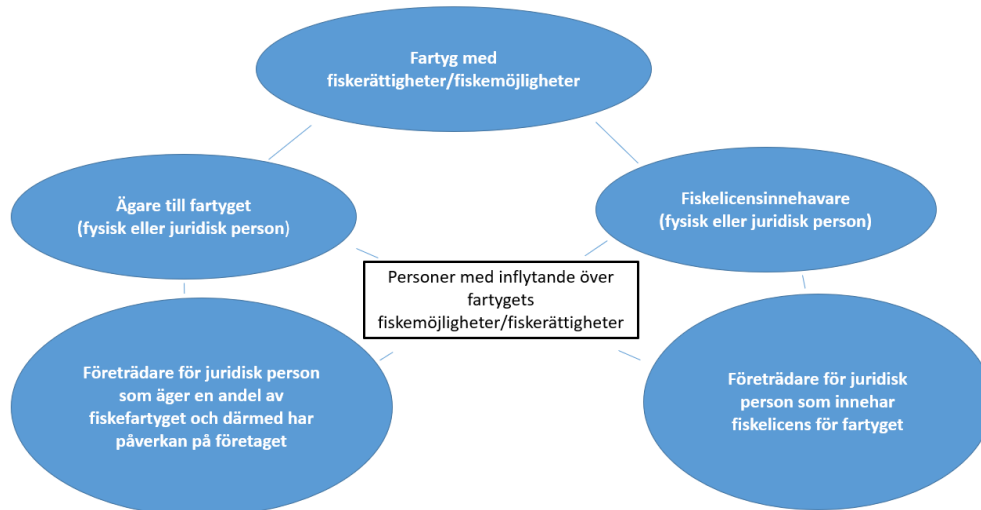 Fartyg med
fiskerättigheter/fiskemöjligheter
Ägare till fartyget
(fysisk eller juridisk person)
Fiskelicensinnehavare
(fysisk eller juridisk person)
Personer med inflytande över
fartygets
fiskemöjligheter/fiskerättigheter
Företrädare för juridisk person
som äger en andel av
fiskefartyget och därmed har
påverkan på företaget
Företrädare för juridisk
person som innehar
fiskelicens för fartyget